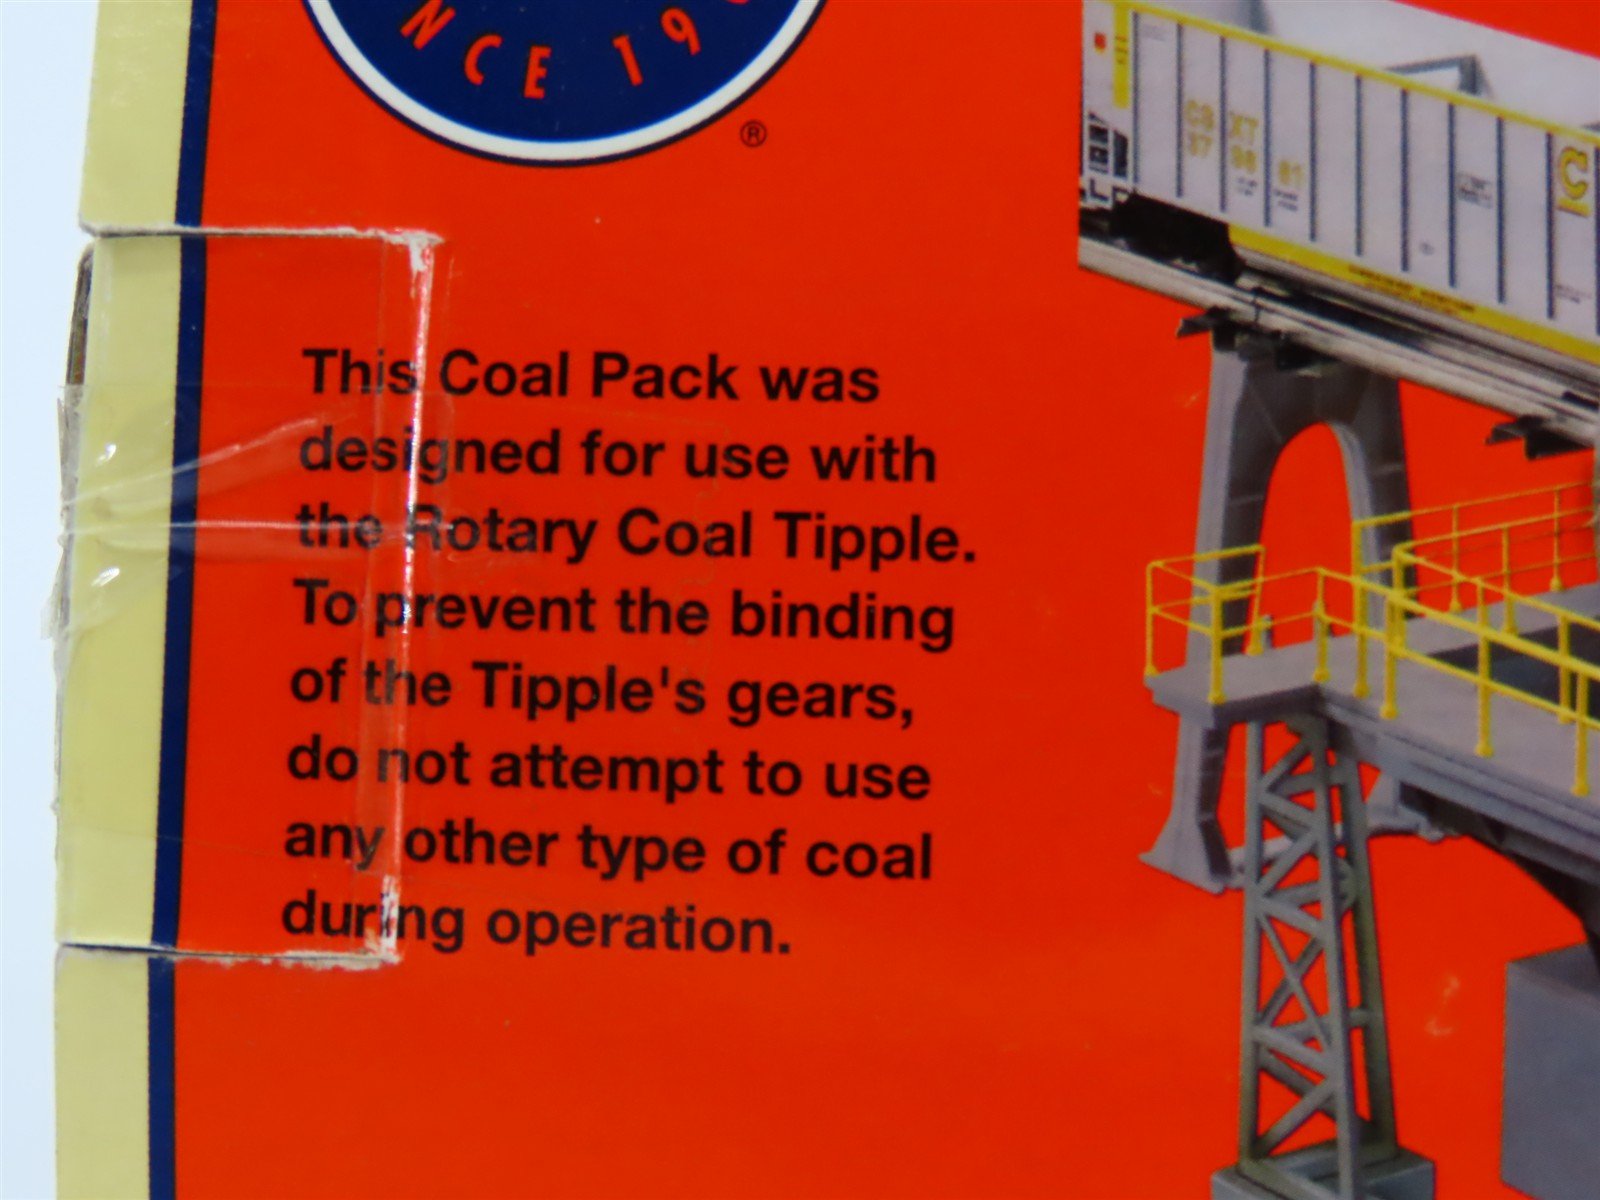 NCE 19
®
This Coal Pack was
designed for use with
the Rotary Coal Tipple.
To prevent the binding
of the Tipple's gears,
do not attempt to use
any other type of coal
during operation.